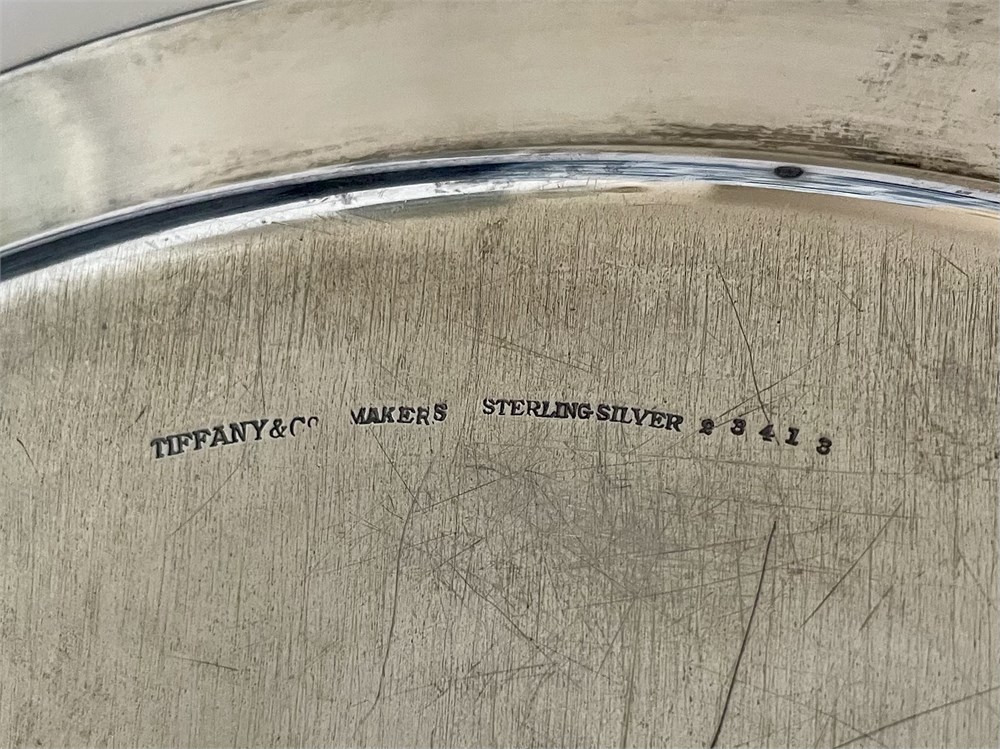 TIFFANY & Co MAKERS STERLING SILVER 23413